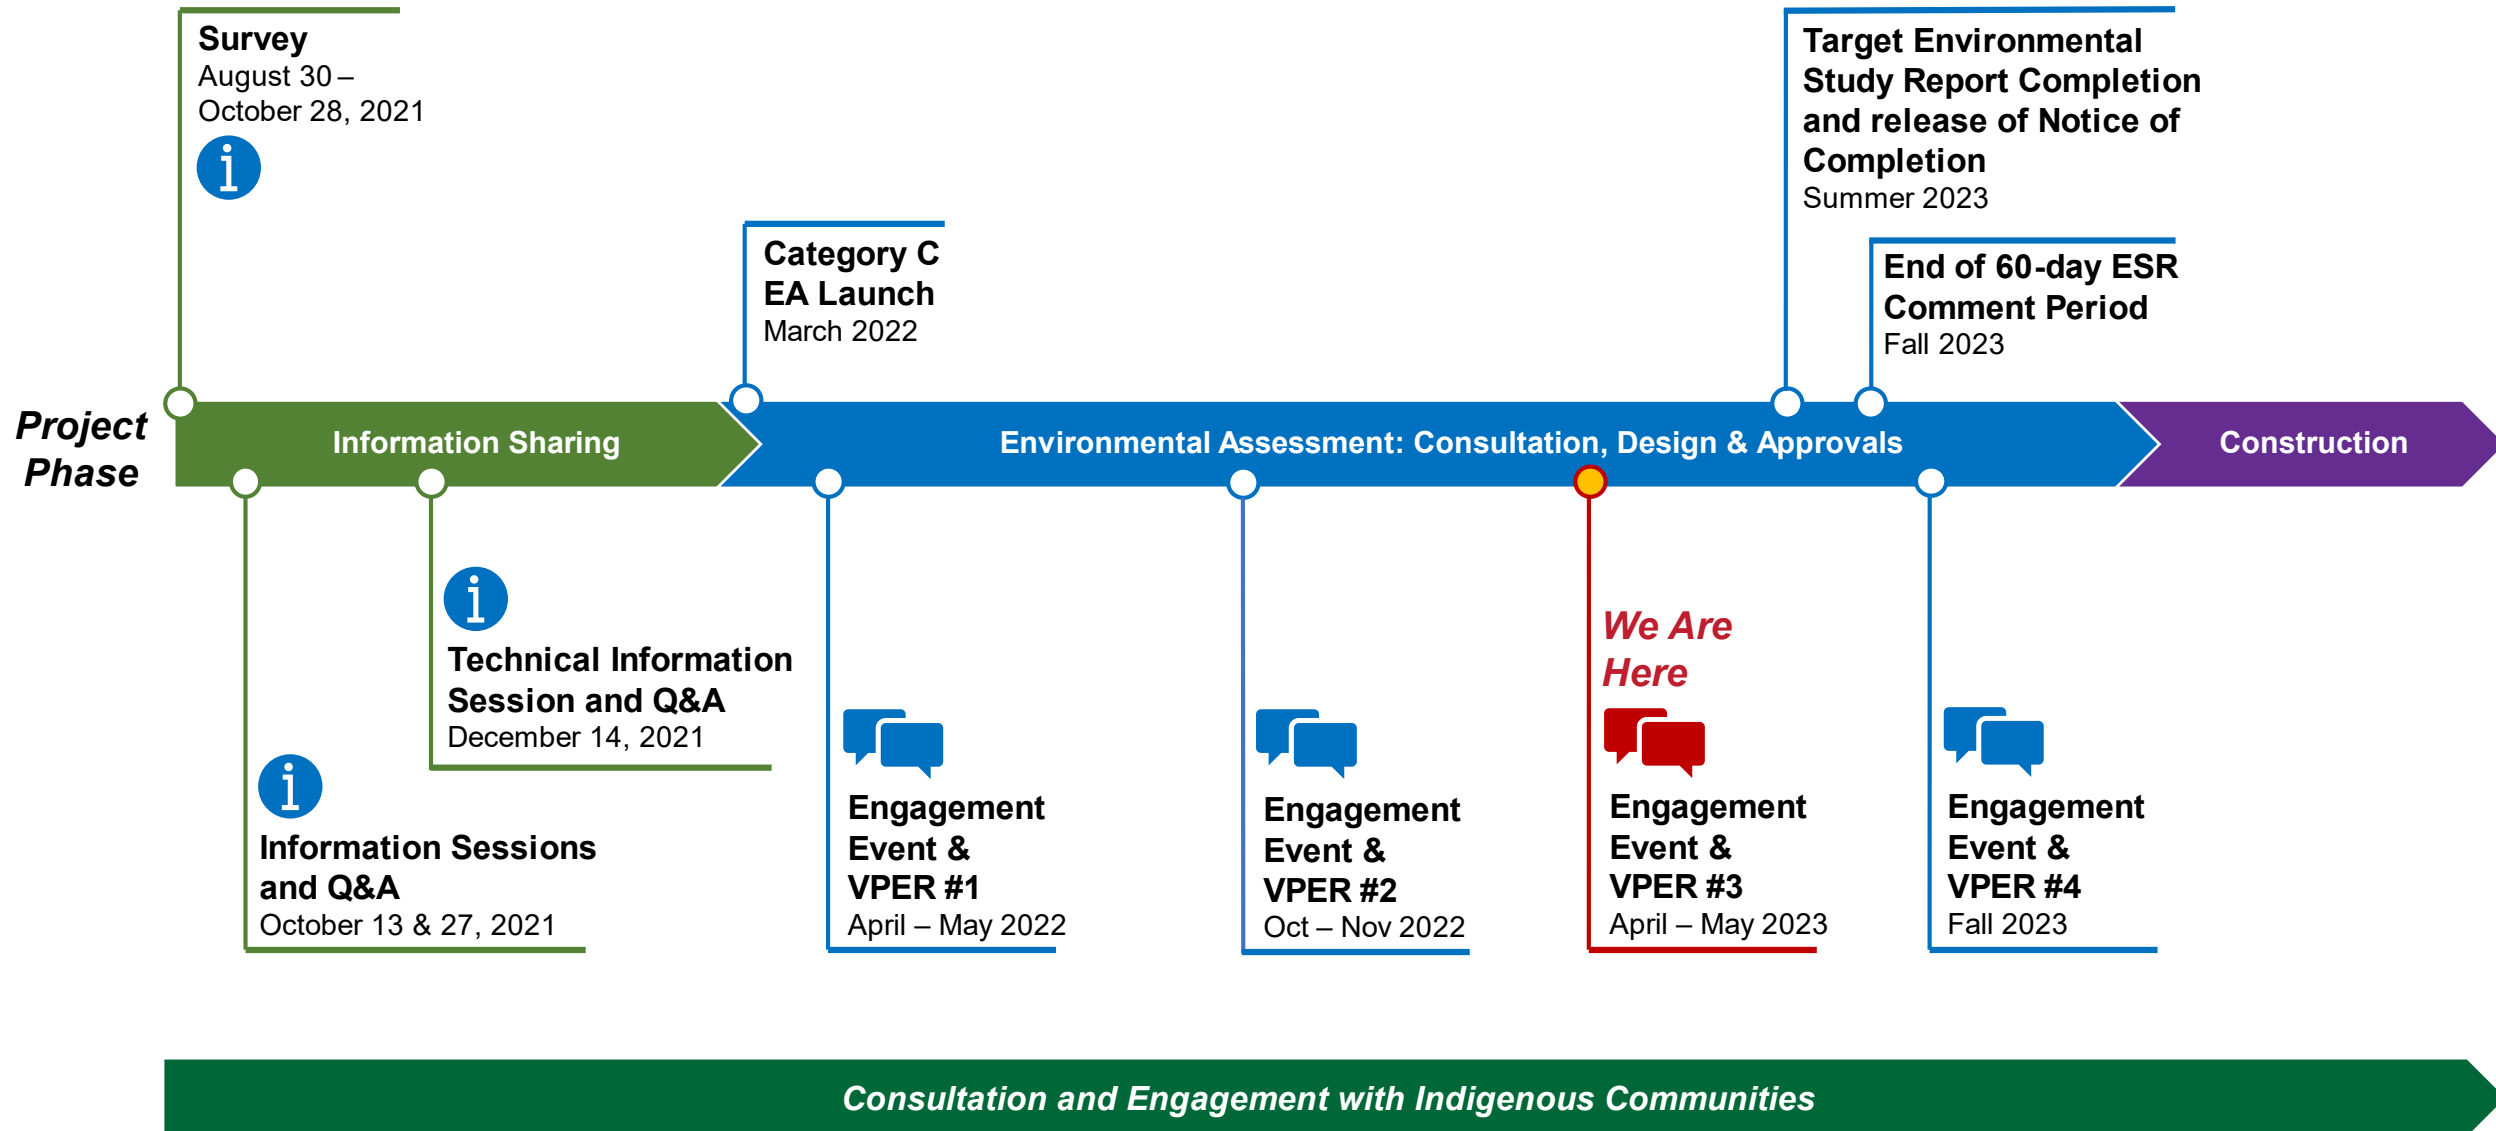 Survey
August 30 –
October 28, 2021
Target Environmental
Study Report Completion
and release of Notice of
Completion
Summer 2023
Category C
EA Launch
March 2022
End of 60-day ESR
Comment Period
Fall 2023
Project
Phase
Information Sharing
Environmental Assessment: Consultation, Design & Approvals
Construction
Technical Information
Session and Q&A
December 14, 2021
Information Sessions
and Q&A
October 13 & 27, 2021
Engagement
Event &
VPER #1
April – May 2022
Engagement
Event &
VPER #2
Oct – Nov 2022
We Are
Here
Engagement
Event &
VPER #3
April – May 2023
Engagement
Event &
VPER #4
Fall 2023
Consultation and Engagement with Indigenous Communities